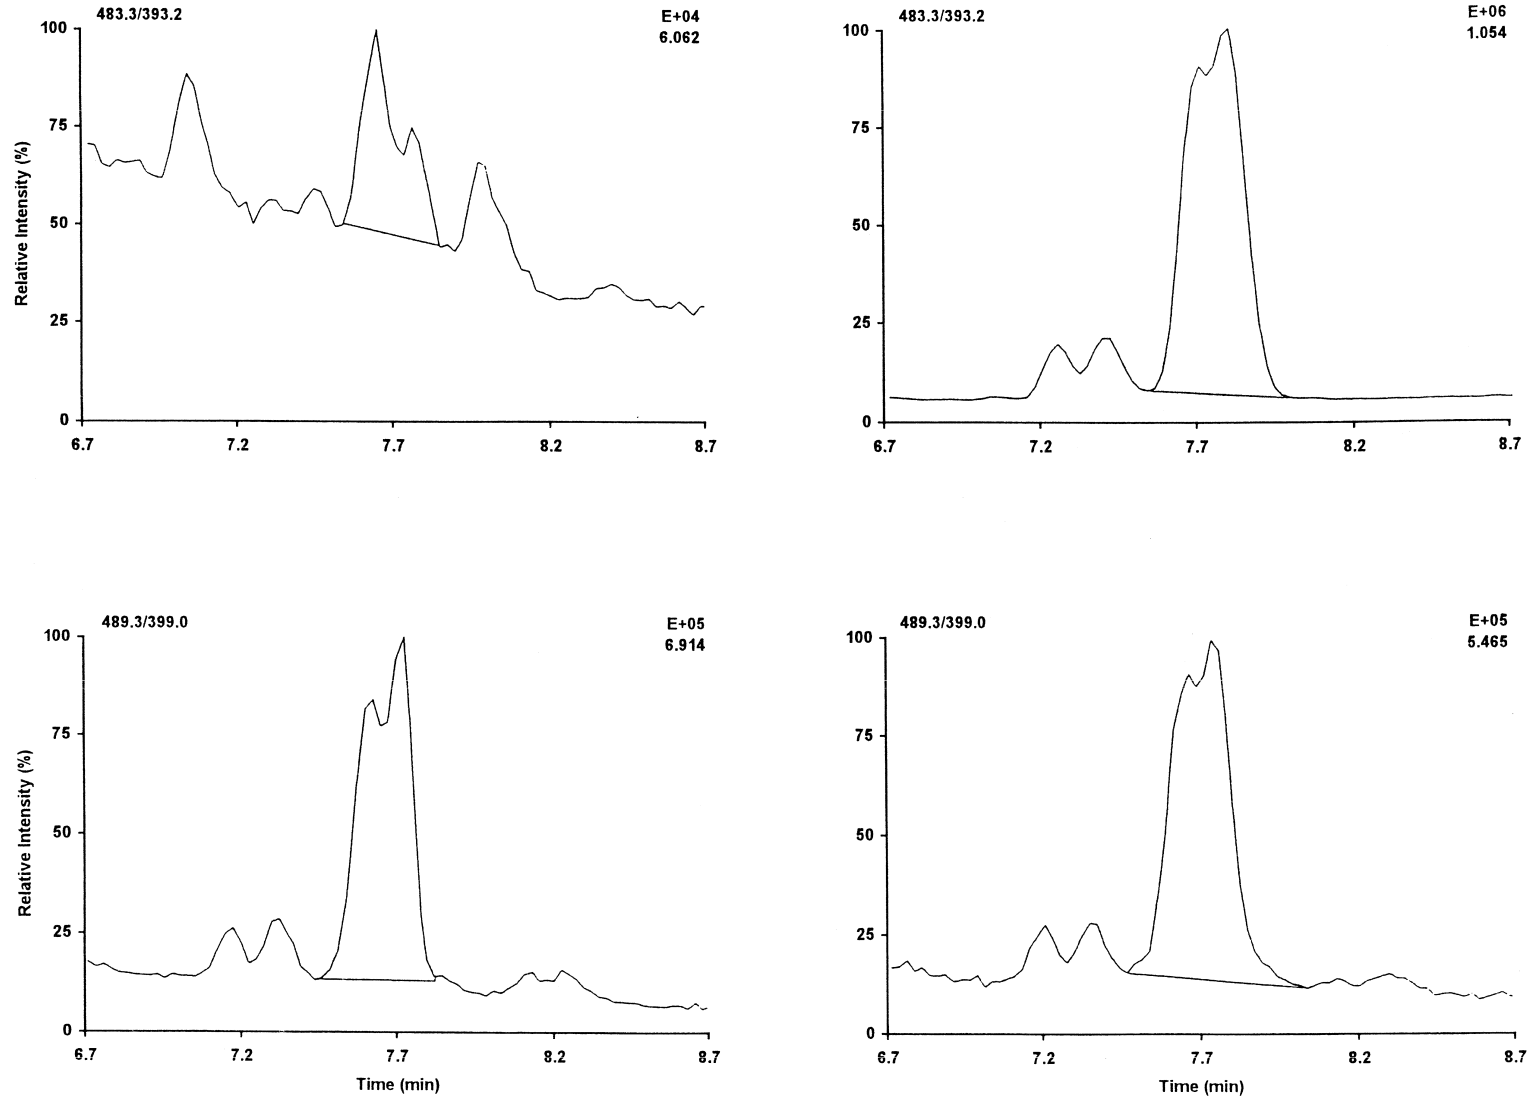 483.3/393.2
E+04
6.062
100
75
50
25
0
Relative Intensity (%)
6.7 7.2 7.7 8.2 8.7
483.3/393.2
E+06
1.054
100
75
50
25
0
6.7 7.2 7.7 8.2 8.7
489.3/399.0
E+05
6.914
100
75
50
25
0
Relative Intensity (%)
6.7 7.2 7.7 8.2 8.7
Time (min)
489.3/399.0
E+05
5.465
100
75
50
25
0
6.7 7.2 7.7 8.2 8.7
Time (min)